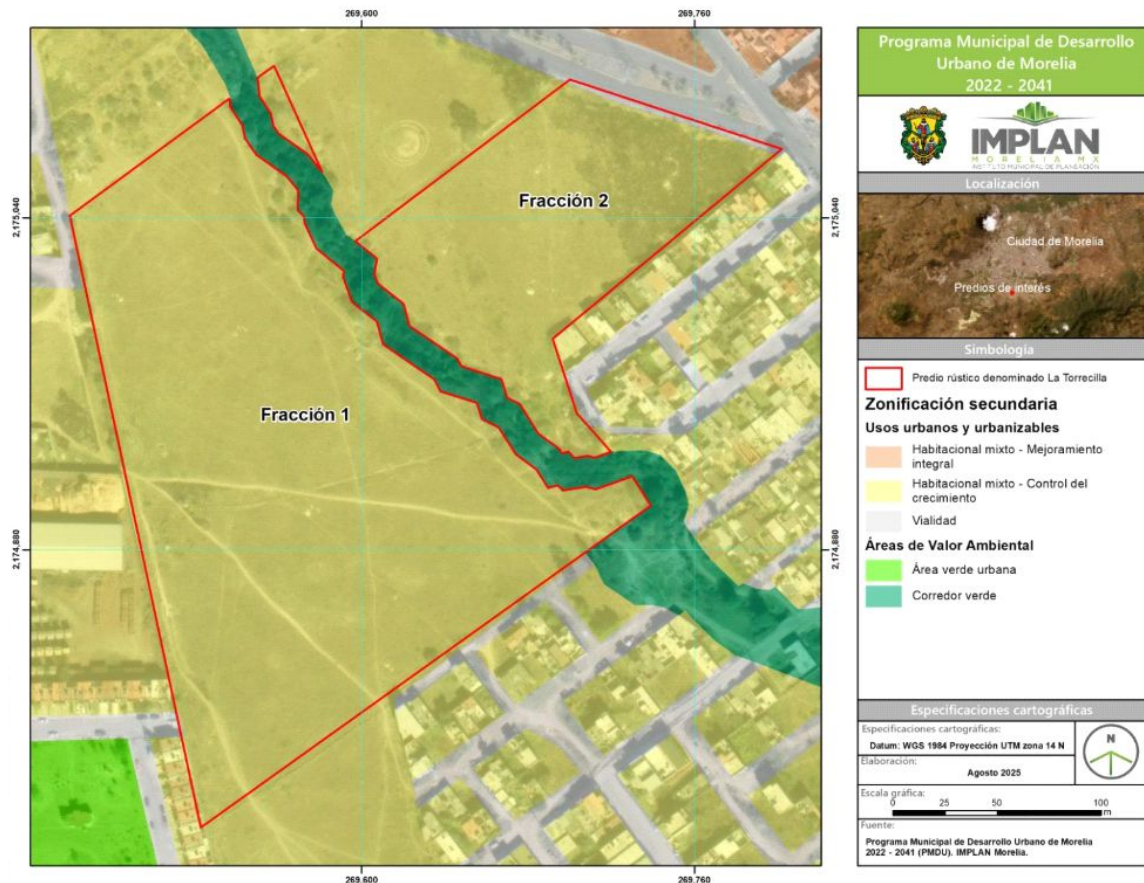 269,600
269,760
2,175,040
2,174,880
Fracción 2
Fracción 1
2,175,040
2,174,880
269,600
269,760
Programa Municipal de Desarrollo
Urbano de Morelia
2022 - 2041
IMPLAN
MORELIA MX
INSTITUTO MUNICIPAL DE PLANEACIÓN
Localización
Ciudad de Morelia
Predios de interés
Simbología
Predio rústico denominado La Torrecilla
Zonificación secundaria
Usos urbanos y urbanizables
Habitacional mixto - Mejoramiento
integral
Habitacional mixto - Control del
crecimiento
Vialidad
Áreas de Valor Ambiental
Área verde urbana
Corredor verde
Especificaciones cartográficas
Especificaciones cartográficas:
Datum: WGS 1984 Proyección UTM zona 14 N
Elaboración:
Agosto 2025
N
Escala gráfica:
0 25 50 100
m
Fuente:
Programa Municipal de Desarrollo Urbano de Morelia
2022 - 2041 (PMDU). IMPLAN Morelia.